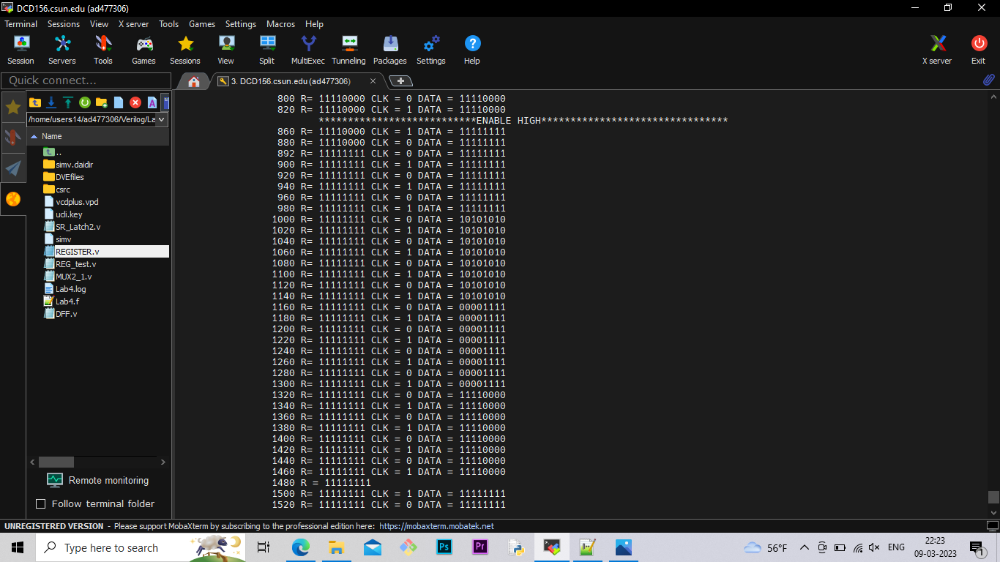 DCD156.csun.edu (ad477306)
Terminal Sessions View X server Tools Games Settings Macros Help
Session Servers Tools Games Sessions View Split MultiExec Tunneling Packages Settings Help X server Exit
Quick connect...
3. DCD156.csun.edu (ad477306)
/home/users14/ad477306/Verilog/La
Name
..
simv.daidir
DVEfiles
csrc
vcdplus.vpd
ucli.key
SR_Latch2.v
simv
REGISTER.v
REG_test.v
MUX2_1.v
Lab4.log
Lab4.f
DFF.v
Remote monitoring
Follow terminal folder
800 R= 11110000 CLK = 0 DATA = 11110000
820 R= 11110000 CLK = 1 DATA = 11110000
***************************ENABLE HIGH********************************
860 R= 11110000 CLK = 1 DATA = 11111111
880 R= 11110000 CLK = 0 DATA = 11111111
892 R= 11111111 CLK = 0 DATA = 11111111
900 R= 11111111 CLK = 1 DATA = 11111111
920 R= 11111111 CLK = 0 DATA = 11111111
940 R= 11111111 CLK = 1 DATA = 11111111
960 R= 11111111 CLK = 0 DATA = 11111111
980 R= 11111111 CLK = 1 DATA = 11111111
1000 R= 11111111 CLK = 0 DATA = 10101010
1020 R= 11111111 CLK = 1 DATA = 10101010
1040 R= 11111111 CLK = 0 DATA = 10101010
1060 R= 11111111 CLK = 1 DATA = 10101010
1080 R= 11111111 CLK = 0 DATA = 10101010
1100 R= 11111111 CLK = 1 DATA = 10101010
1120 R= 11111111 CLK = 0 DATA = 10101010
1140 R= 11111111 CLK = 1 DATA = 10101010
1160 R= 11111111 CLK = 0 DATA = 00001111
1180 R= 11111111 CLK = 1 DATA = 00001111
1200 R= 11111111 CLK = 0 DATA = 00001111
1220 R= 11111111 CLK = 1 DATA = 00001111
1240 R= 11111111 CLK = 0 DATA = 00001111
1260 R= 11111111 CLK = 1 DATA = 00001111
1280 R= 11111111 CLK = 0 DATA = 00001111
1300 R= 11111111 CLK = 1 DATA = 00001111
1320 R= 11111111 CLK = 0 DATA = 11110000
1340 R= 11111111 CLK = 1 DATA = 11110000
1360 R= 11111111 CLK = 0 DATA = 11110000
1380 R= 11111111 CLK = 1 DATA = 11110000
1400 R= 11111111 CLK = 0 DATA = 11110000
1420 R= 11111111 CLK = 1 DATA = 11110000
1440 R= 11111111 CLK = 0 DATA = 11110000
1460 R= 11111111 CLK = 1 DATA = 11110000
1480 R = 11111111
1500 R= 11111111 CLK = 1 DATA = 11111111
1520 R= 11111111 CLK = 0 DATA = 11111111
UNREGISTERED VERSION - Please support MobaXterm by subscribing to the professional edition here: https://mobaxterm.mobatek.net
Type here to search
Ps
Pr
56°F
ENG
22:23
09-03-2023
1